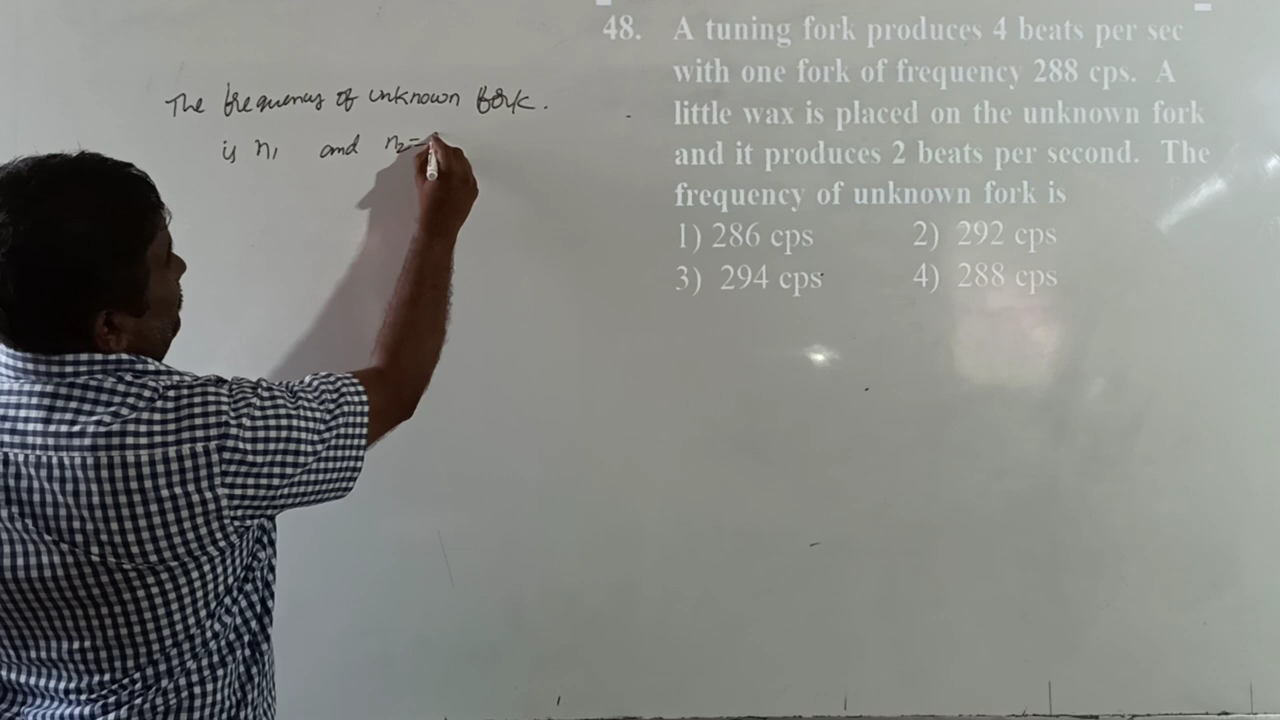 The frequency of unknown fork.
is n₁ and n₂=
48. A tuning fork produces 4 beats per sec
with one fork of frequency 288 cps. A
little wax is placed on the unknown fork
and it produces 2 beats per second. The
frequency of unknown fork is
1) 286 cps 2) 292 cps
3) 294 cps 4) 288 cps